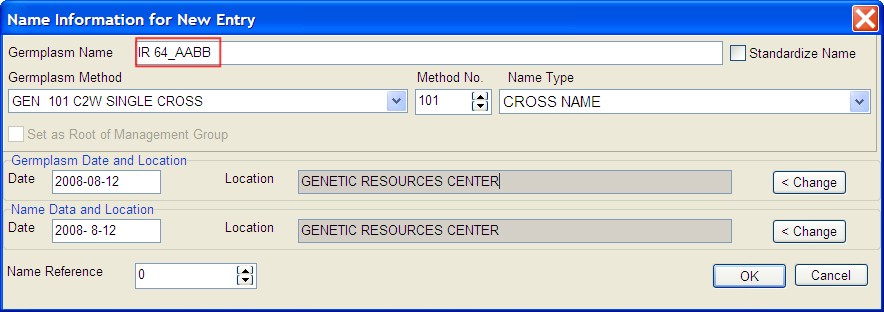 Name Information for New Entry
Germplasm Name IR 64_AABB Standardize Name
Germplasm Method Method No. Name Type
GEN 101 C2W SINGLE CROSS 101 CROSS NAME
Set as Root of Management Group
Germplasm Date and Location
Date 2008-08-12 Location GENETIC RESOURCES CENTER < Change
Name Data and Location
Date 2008- 8-12 Location GENETIC RESOURCES CENTER < Change
Name Reference 0 OK Cancel